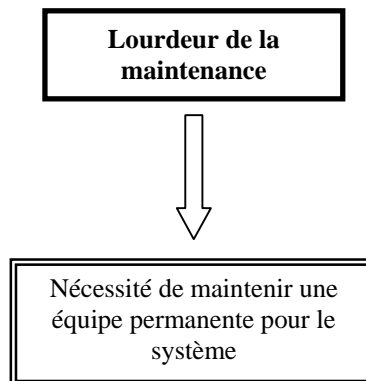 Lourdeur de la
maintenance
Nécessité de maintenir une
équipe permanente pour le
système